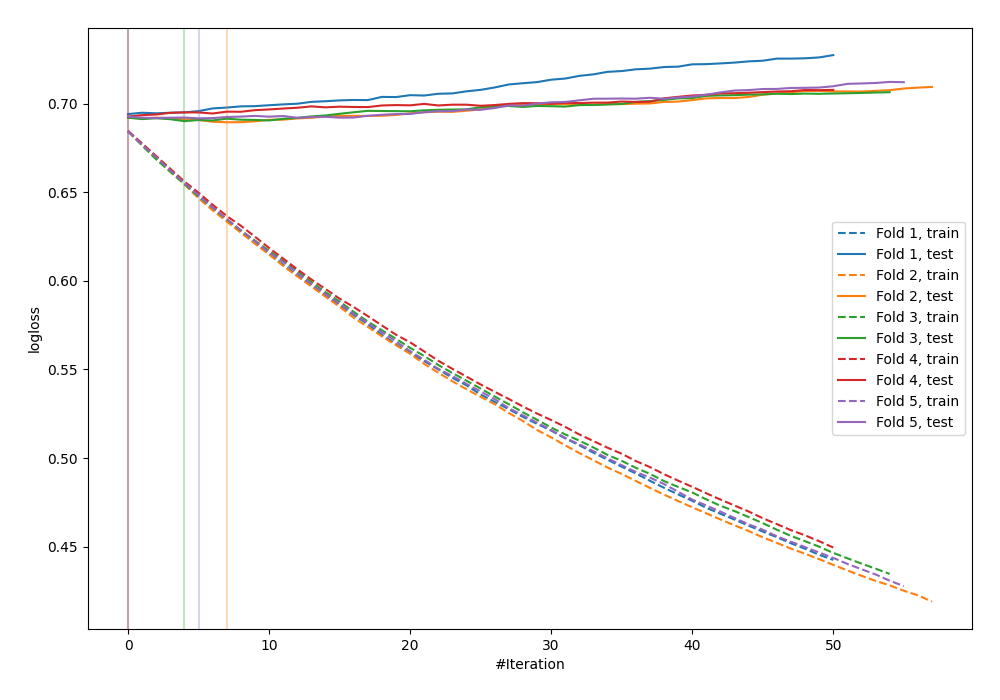 0.70
0.65
0.60
0.55
0.50
0.45
logloss
0
10
20
30
40
50
#Iteration
Fold 1, train
Fold 1, test
Fold 2, train
Fold 2, test
Fold 3, train
Fold 3, test
Fold 4, train
Fold 4, test
Fold 5, train
Fold 5, test